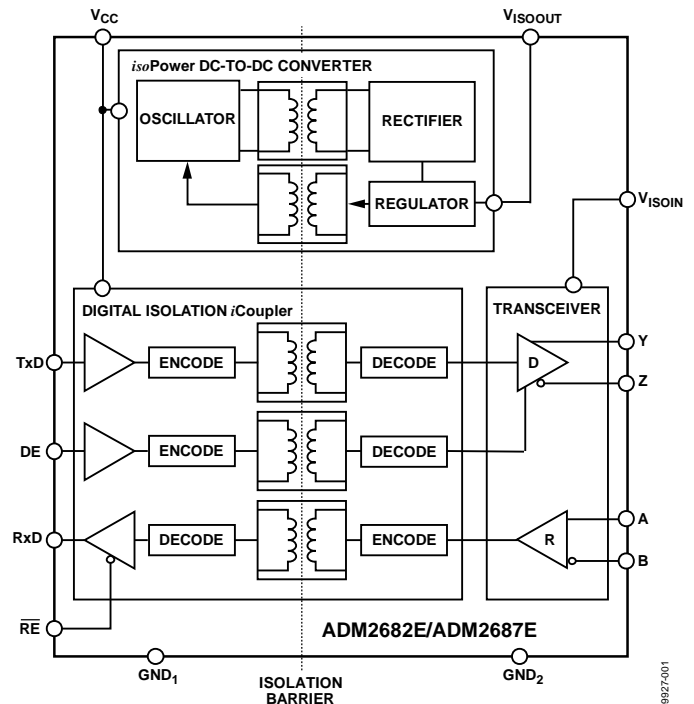 VCC
VISOOUT
isoPower DC-TO-DC CONVERTER
OSCILLATOR
RECTIFIER
REGULATOR
VISOIN
DIGITAL ISOLATION iCoupler
TRANSCEIVER
TxD
ENCODE
DECODE
D
Y
Z
DE
ENCODE
DECODE
RxD
DECODE
ENCODE
R
A
B
RE
ADM2682E/ADM2687E
GND1
ISOLATION
BARRIER
GND2
9927-001